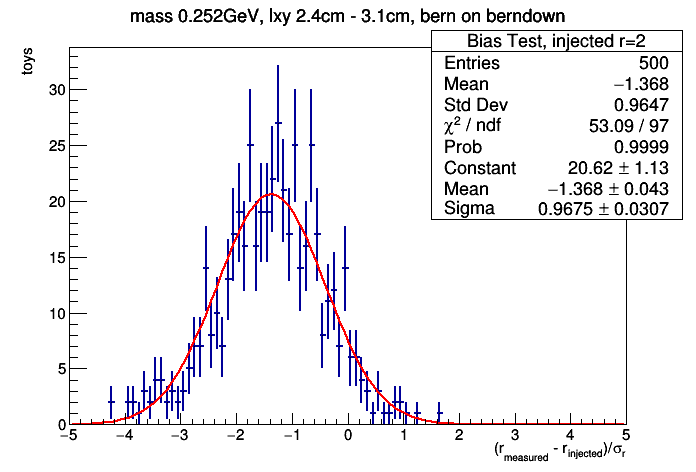 mass 0.252GeV, lxy 2.4cm - 3.1cm, bern on berndown
toys
Bias Test, injected r=2
Entries 500
Mean −1.368
Std Dev 0.9647
χ² / ndf 53.09 / 97
Prob 0.9999
Constant 20.62 ± 1.13
Mean −1.368 ± 0.043
Sigma 0.9675 ± 0.0307
30
25
20
15
10
5
0
−5 −4 −3 −2 −1 0 1 2 3 4 5
(r_measured - r_injected)/σ_r